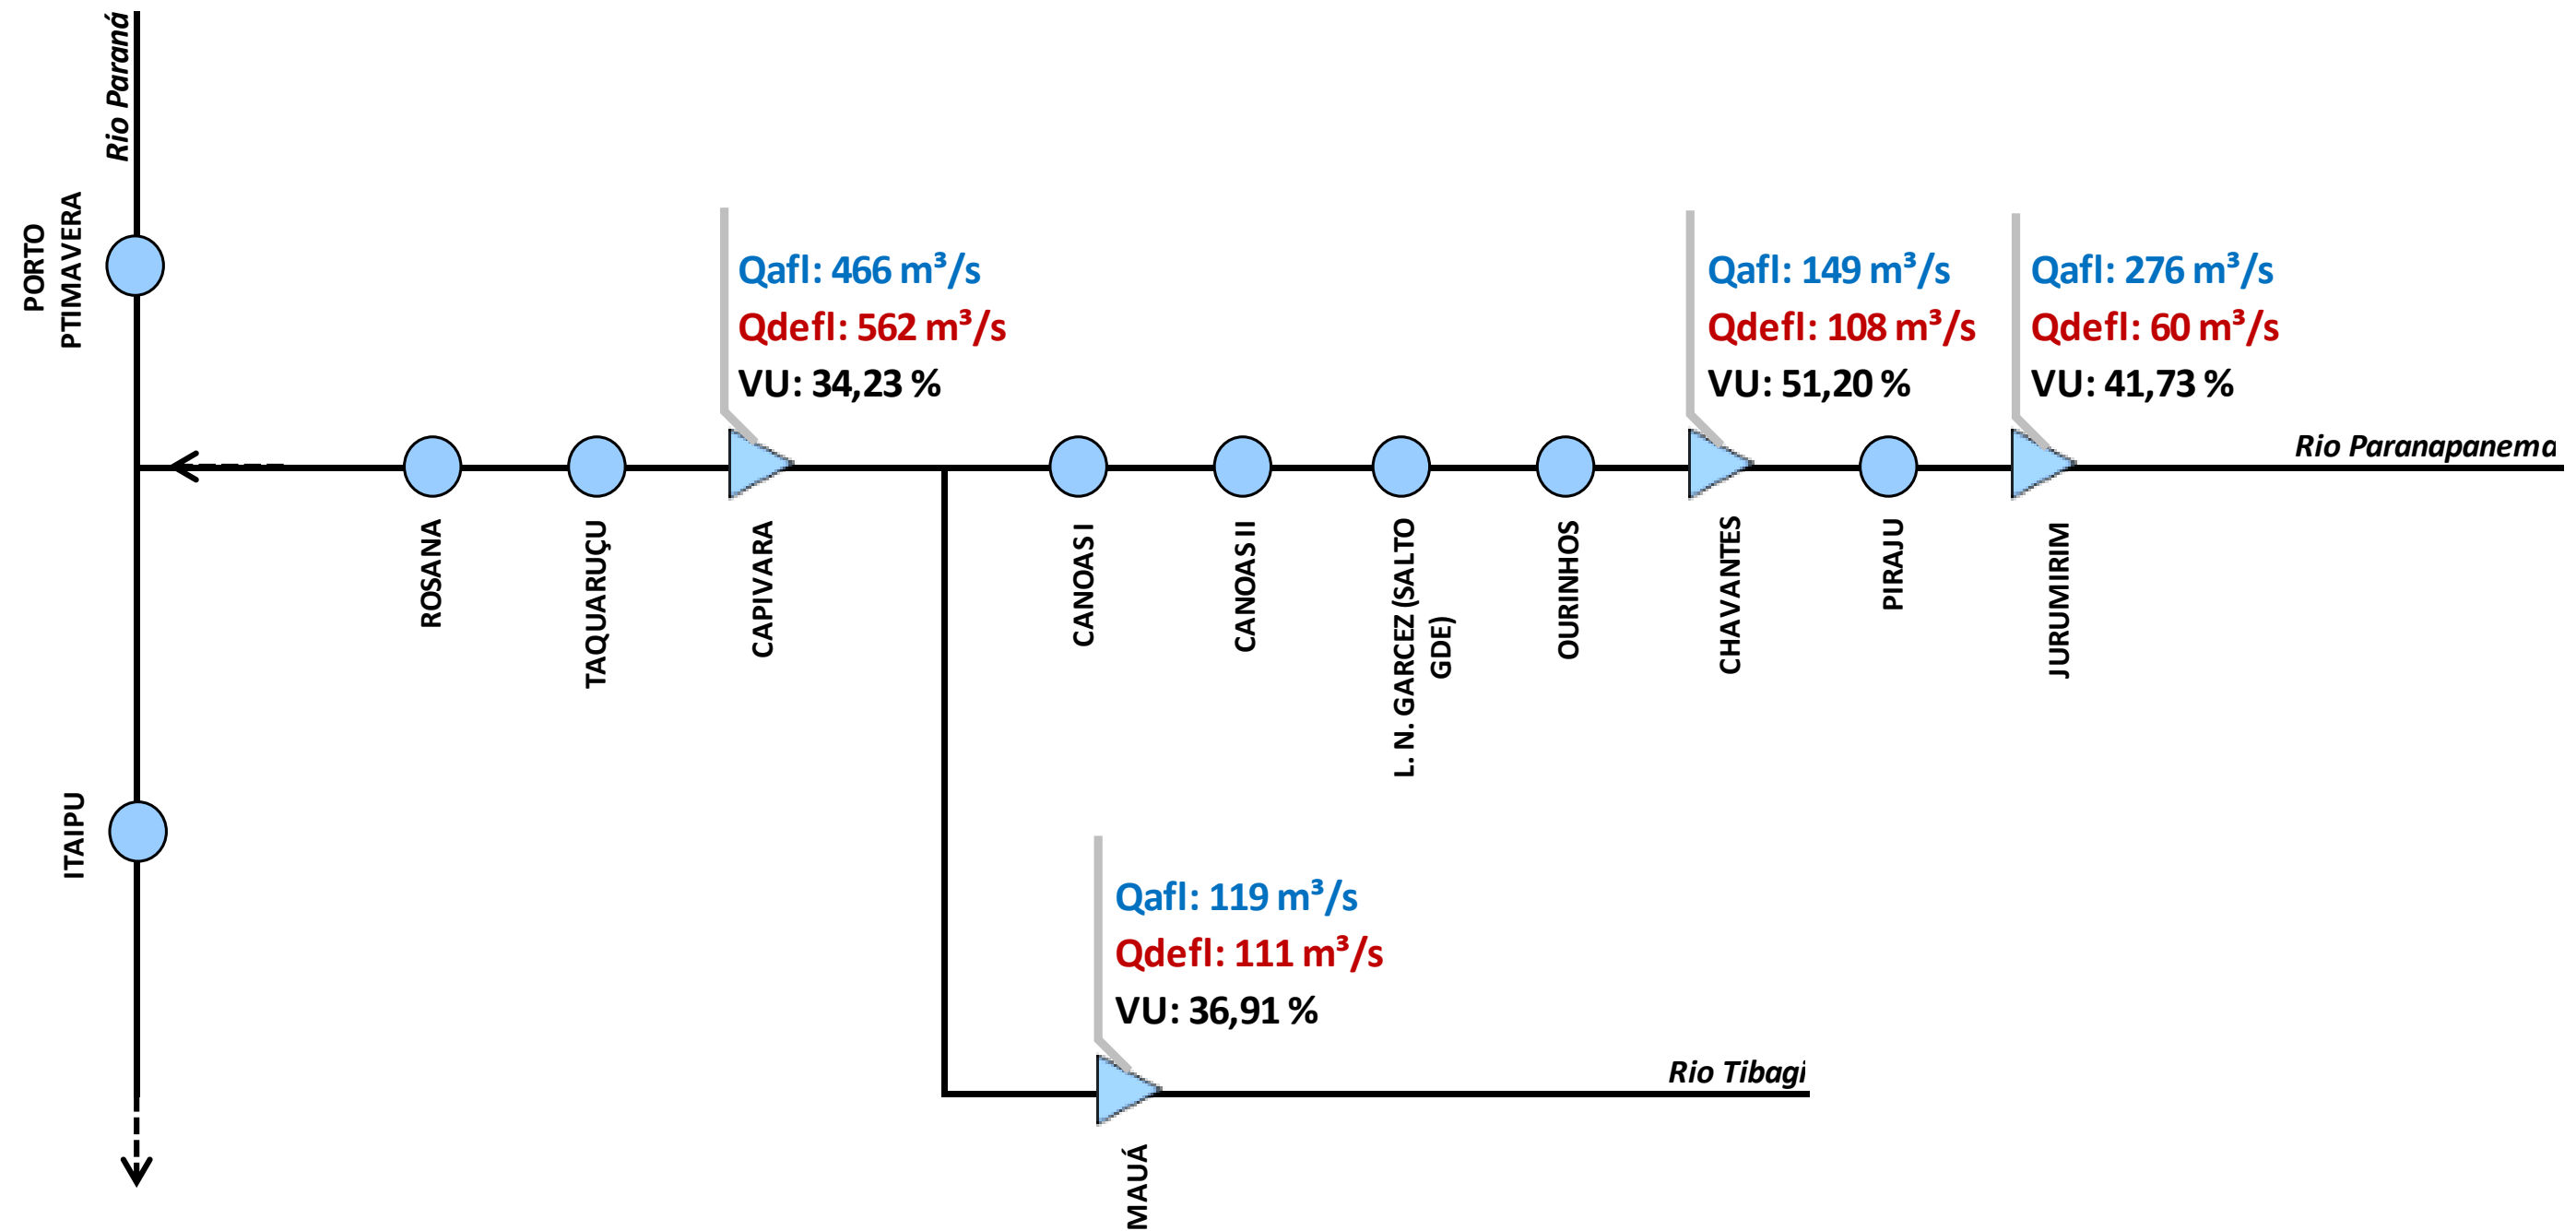 Rio Paraná
PORTO
PTIMAVERA
Qafl: 466 m³/s
Qdefl: 562 m³/s
VU: 34,23 %
Qafl: 149 m³/s
Qdefl: 108 m³/s
VU: 51,20 %
Qafl: 276 m³/s
Qdefl: 60 m³/s
VU: 41,73 %
Rio Paranapanema
ROSANA
TAQUARUÇU
CAPIVARA
CANOAS I
CANOAS II
L. N. GARCEZ (SALTO
GDE)
OURINHOS
CHAVANTES
PIRAJU
JURUMIRIM
ITAIPU
Qafl: 119 m³/s
Qdefl: 111 m³/s
VU: 36,91 %
Rio Tibagi
MAUÁ